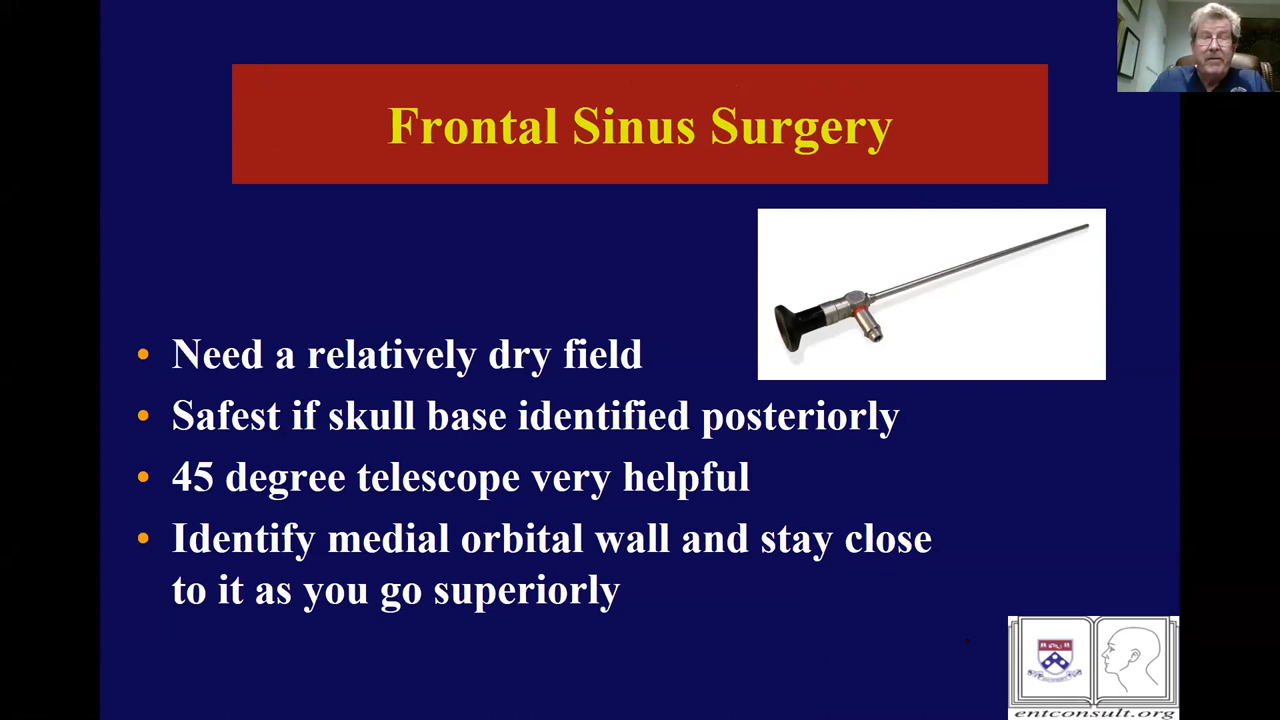 Frontal Sinus Surgery
• Need a relatively dry field
• Safest if skull base identified posteriorly
• 45 degree telescope very helpful
• Identify medial orbital wall and stay close
to it as you go superiorly
entconsult.org